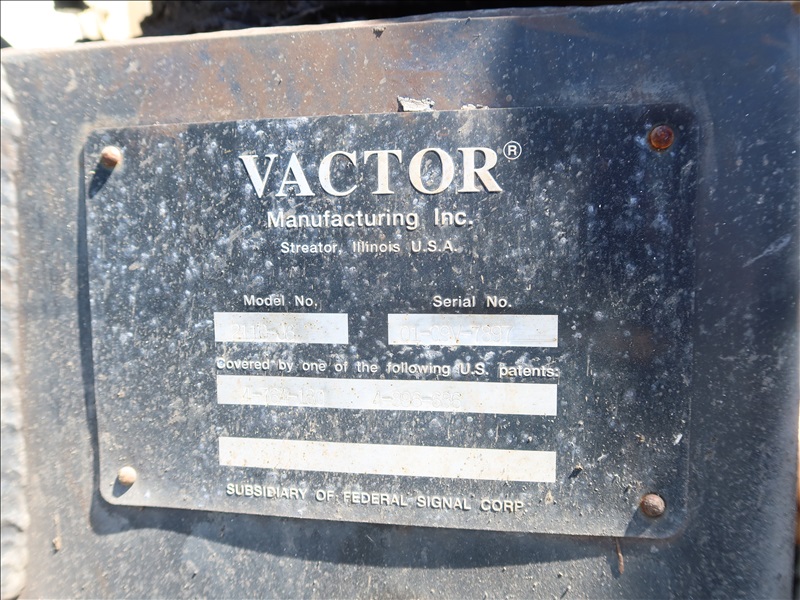 VACTOR®
Manufacturing Inc.
Streator, Illinois U.S.A.
Model No. Serial No.
Covered by one of the following U.S. patents:
SUBSIDIARY OF FEDERAL SIGNAL CORP.